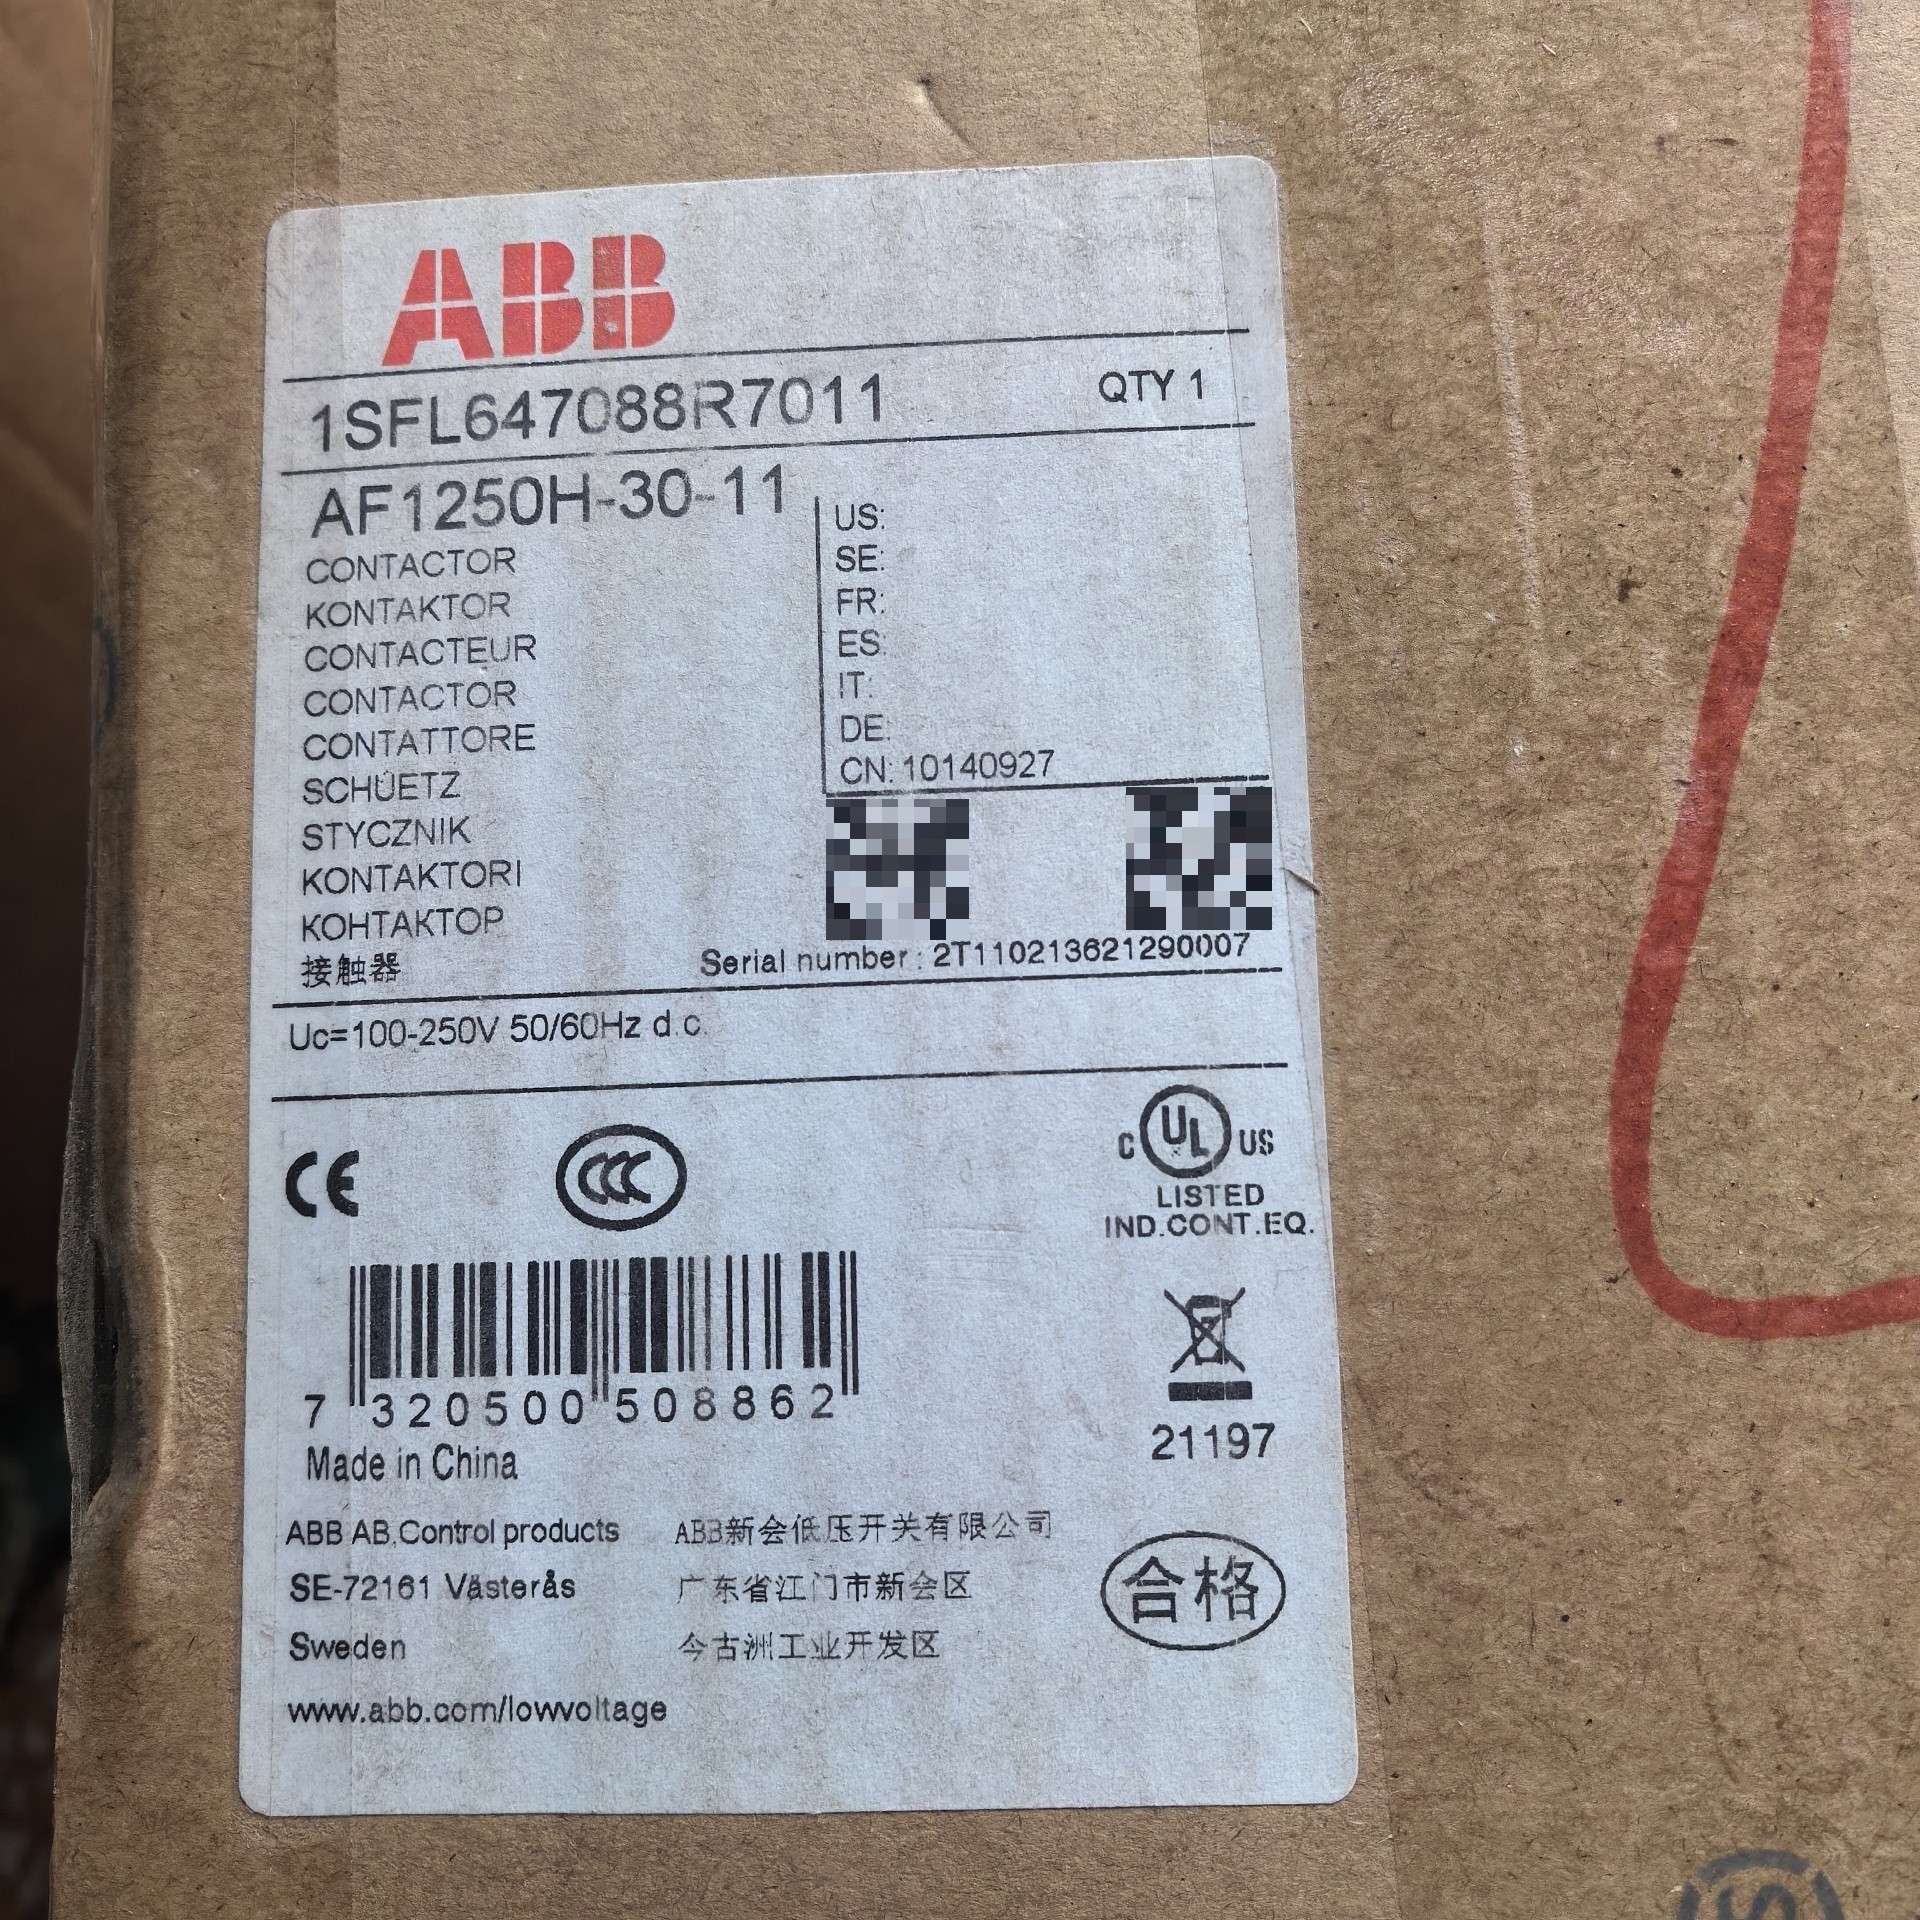 ABB
1SFL647088R7011 QTY 1
AF1250H-30-11
CONTACTOR
KONTAKTOR
CONTACTEUR
CONTACTOR
CONTATTORE
SCHÜETZ
STYCZNIK
KONTAKTORI
КОНТАКТОР
接触器
US:
SE:
FR:
ES:
IT:
DE:
CN: 10140927
Serial number: 2T110213621290007
Uc=100-250V 50/60Hz d.c.
CE
CCC
C UL US
LISTED
IND.CONT.EQ.
7 320500 508862
21197
Made in China
ABB AB,Control products
SE-72161 Västerås
Sweden
www.abb.com/lowvoltage
ABB新会低压开关有限公司
广东省江门市新会区
今古洲工业开发区
合格